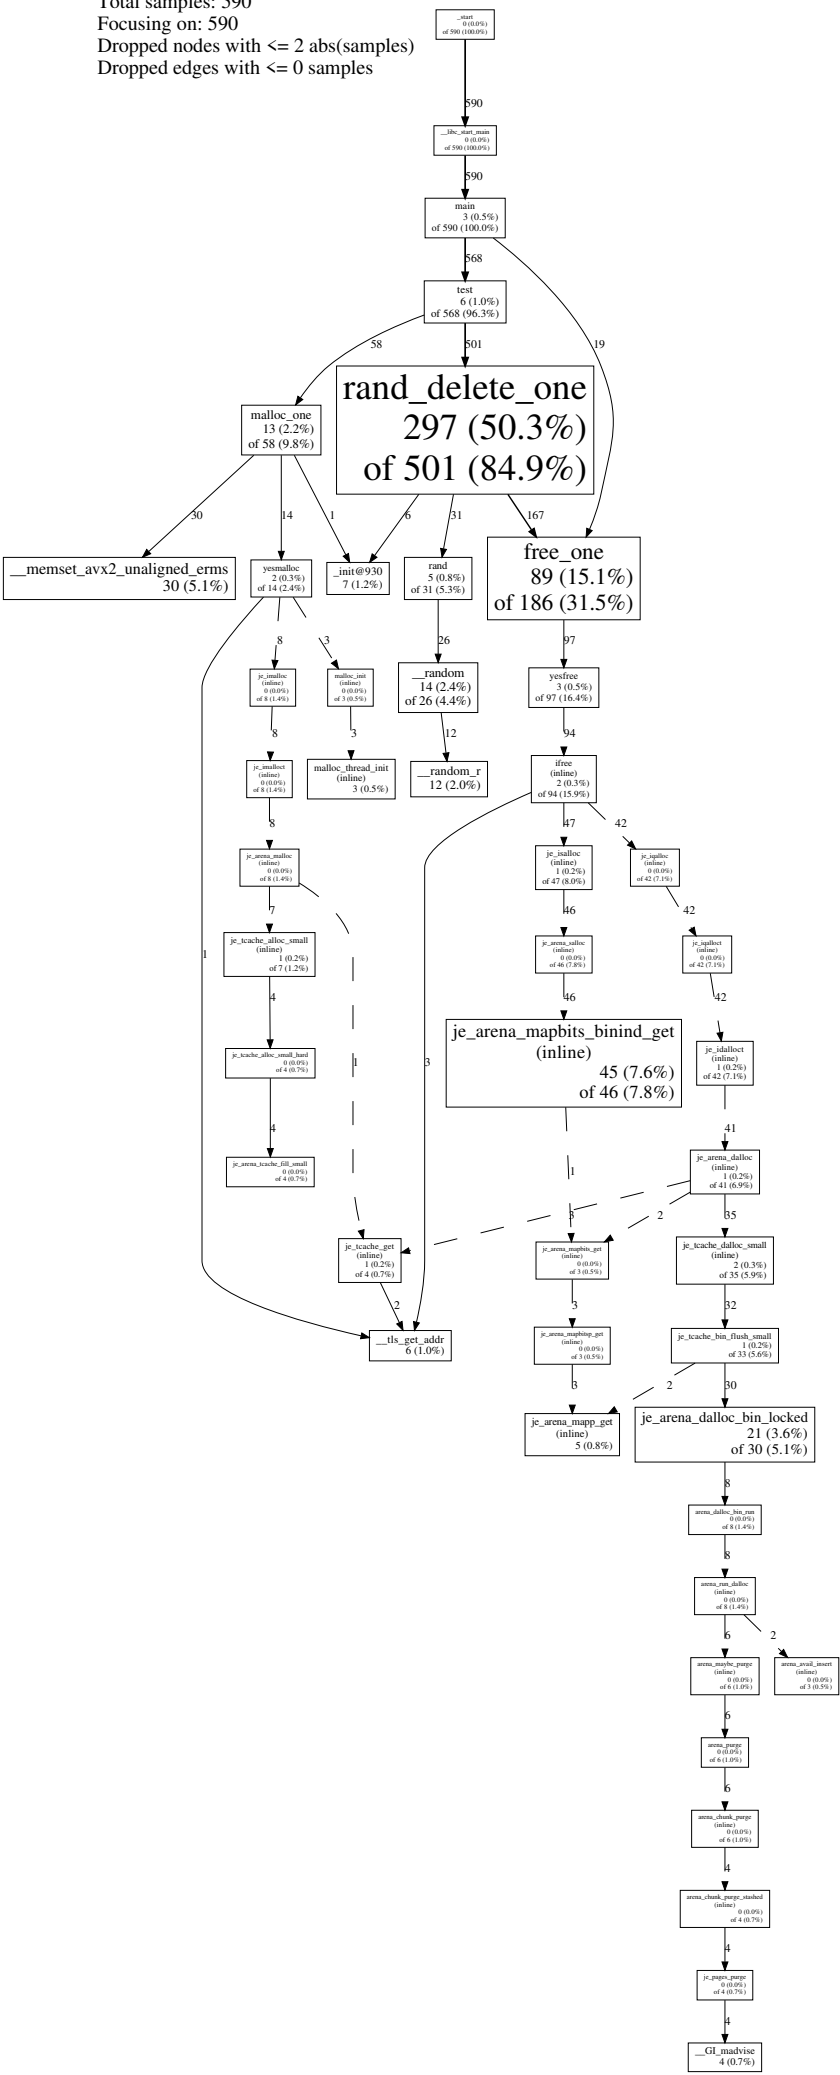 Total samples: 590
Focusing on: 590
Dropped nodes with <= 2 abs(samples)
Dropped edges with <= 0 samples
_start
0 (0.0%)
of 590 (100.0%)
590
__libc_start_main
0 (0.0%)
of 590 (100.0%)
590
main
3 (0.5%)
of 590 (100.0%)
568
19
test
6 (1.0%)
of 568 (96.3%)
58
501
rand_delete_one
297 (50.3%)
of 501 (84.9%)
malloc_one
13 (2.2%)
of 58 (9.8%)
30
14
1
6
31
167
__memset_avx2_unaligned_erms
30 (5.1%)
yesmalloc
2 (0.3%)
of 14 (2.4%)
_init@930
7 (1.2%)
rand
5 (0.8%)
of 31 (5.3%)
free_one
89 (15.1%)
of 186 (31.5%)
8
3
26
97
je_imalloc
(inline)
0 (0.0%)
of 8 (1.4%)
malloc_init
(inline)
0 (0.0%)
of 3 (0.5%)
__random
14 (2.4%)
of 26 (4.4%)
yesfree
3 (0.5%)
of 97 (16.4%)
8
3
12
94
je_imalloct
(inline)
0 (0.0%)
of 8 (1.4%)
malloc_thread_init
(inline)
3 (0.5%)
__random_r
12 (2.0%)
ifree
(inline)
2 (0.3%)
of 94 (15.9%)
8
47
42
je_arena_malloc
(inline)
0 (0.0%)
of 8 (1.4%)
je_isalloc
(inline)
1 (0.2%)
of 47 (8.0%)
je_iqalloc
(inline)
0 (0.0%)
of 42 (7.1%)
7
46
42
je_tcache_alloc_small
(inline)
1 (0.2%)
of 7 (1.2%)
je_arena_salloc
(inline)
0 (0.0%)
of 46 (7.8%)
je_iqalloct
(inline)
0 (0.0%)
of 42 (7.1%)
1
4
46
42
je_tcache_alloc_small_hard
0 (0.0%)
of 4 (0.7%)
1
3
je_arena_mapbits_binind_get
(inline)
45 (7.6%)
of 46 (7.8%)
je_idalloct
(inline)
1 (0.2%)
of 42 (7.1%)
4
41
je_arena_tcache_fill_small
0 (0.0%)
of 4 (0.7%)
1
je_arena_dalloc
(inline)
1 (0.2%)
of 41 (6.9%)
3
2
35
je_tcache_get
(inline)
1 (0.2%)
of 4 (0.7%)
je_arena_mapbits_get
(inline)
0 (0.0%)
of 3 (0.5%)
je_tcache_dalloc_small
(inline)
2 (0.3%)
of 35 (5.9%)
2
3
32
__tls_get_addr
6 (1.0%)
je_arena_mapbitsp_get
(inline)
0 (0.0%)
of 3 (0.5%)
je_tcache_bin_flush_small
1 (0.2%)
of 33 (5.6%)
3
2
30
je_arena_mapp_get
(inline)
5 (0.8%)
je_arena_dalloc_bin_locked
21 (3.6%)
of 30 (5.1%)
8
arena_dalloc_bin_run
0 (0.0%)
of 8 (1.4%)
8
arena_run_dalloc
(inline)
0 (0.0%)
of 8 (1.4%)
6
2
arena_maybe_purge
(inline)
0 (0.0%)
of 6 (1.0%)
arena_avail_insert
(inline)
0 (0.0%)
of 3 (0.5%)
6
arena_purge
0 (0.0%)
of 6 (1.0%)
6
arena_chunk_purge
(inline)
0 (0.0%)
of 6 (1.0%)
4
arena_chunk_purge_stashed
(inline)
0 (0.0%)
of 4 (0.7%)
4
je_pages_purge
0 (0.0%)
of 4 (0.7%)
4
__GI_madvise
4 (0.7%)